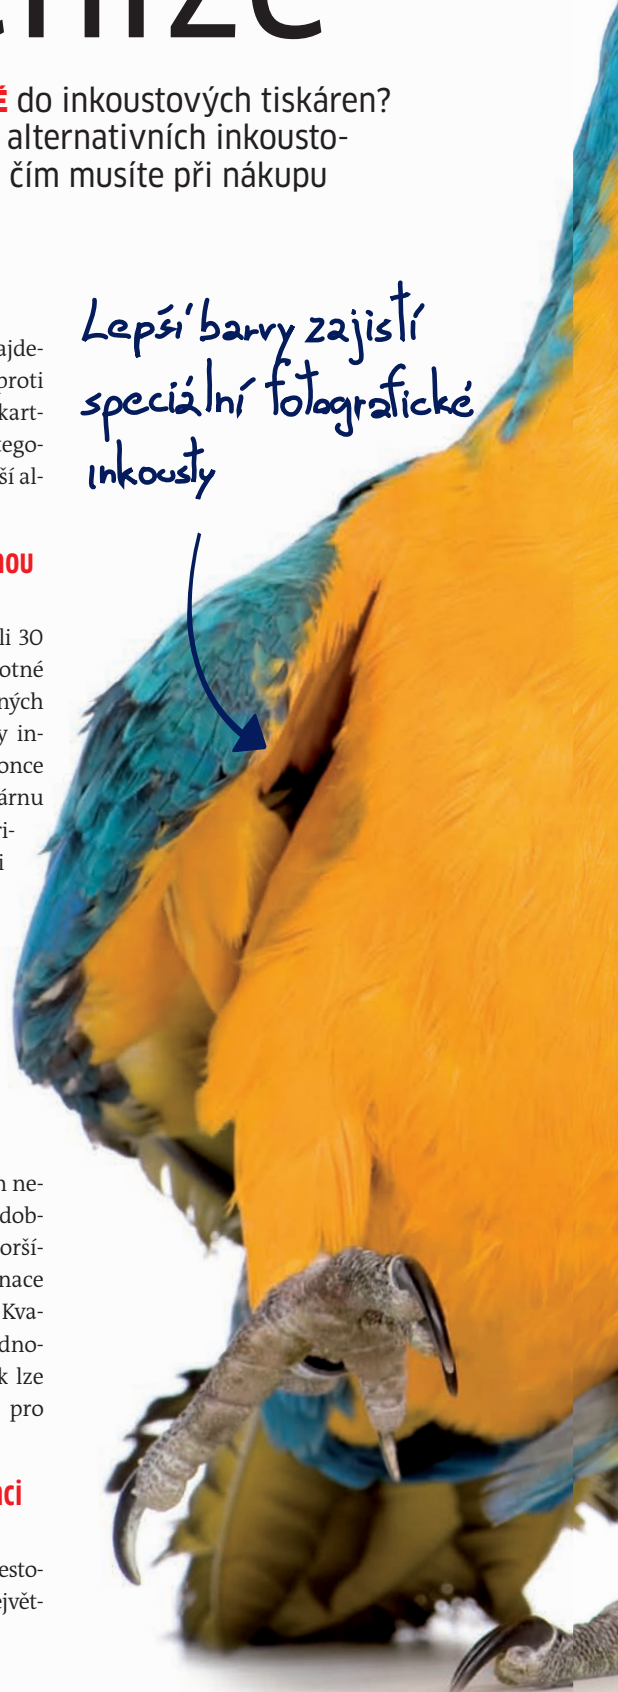 É do inkoustových tiskáren?
alternativních inkousto-
čím musíte při nákupu
Lepší barvy zajistí
speciální fotografické
inkousty
ajde-
proti
kart-
tego-
ší al-
nou
li 30
otné
ných
y in-
once
árnu
ri-
i
n ne-
dob-
orší-
nace
Kva-
dno-
k lze
pro
ci
esto-
ejvět-